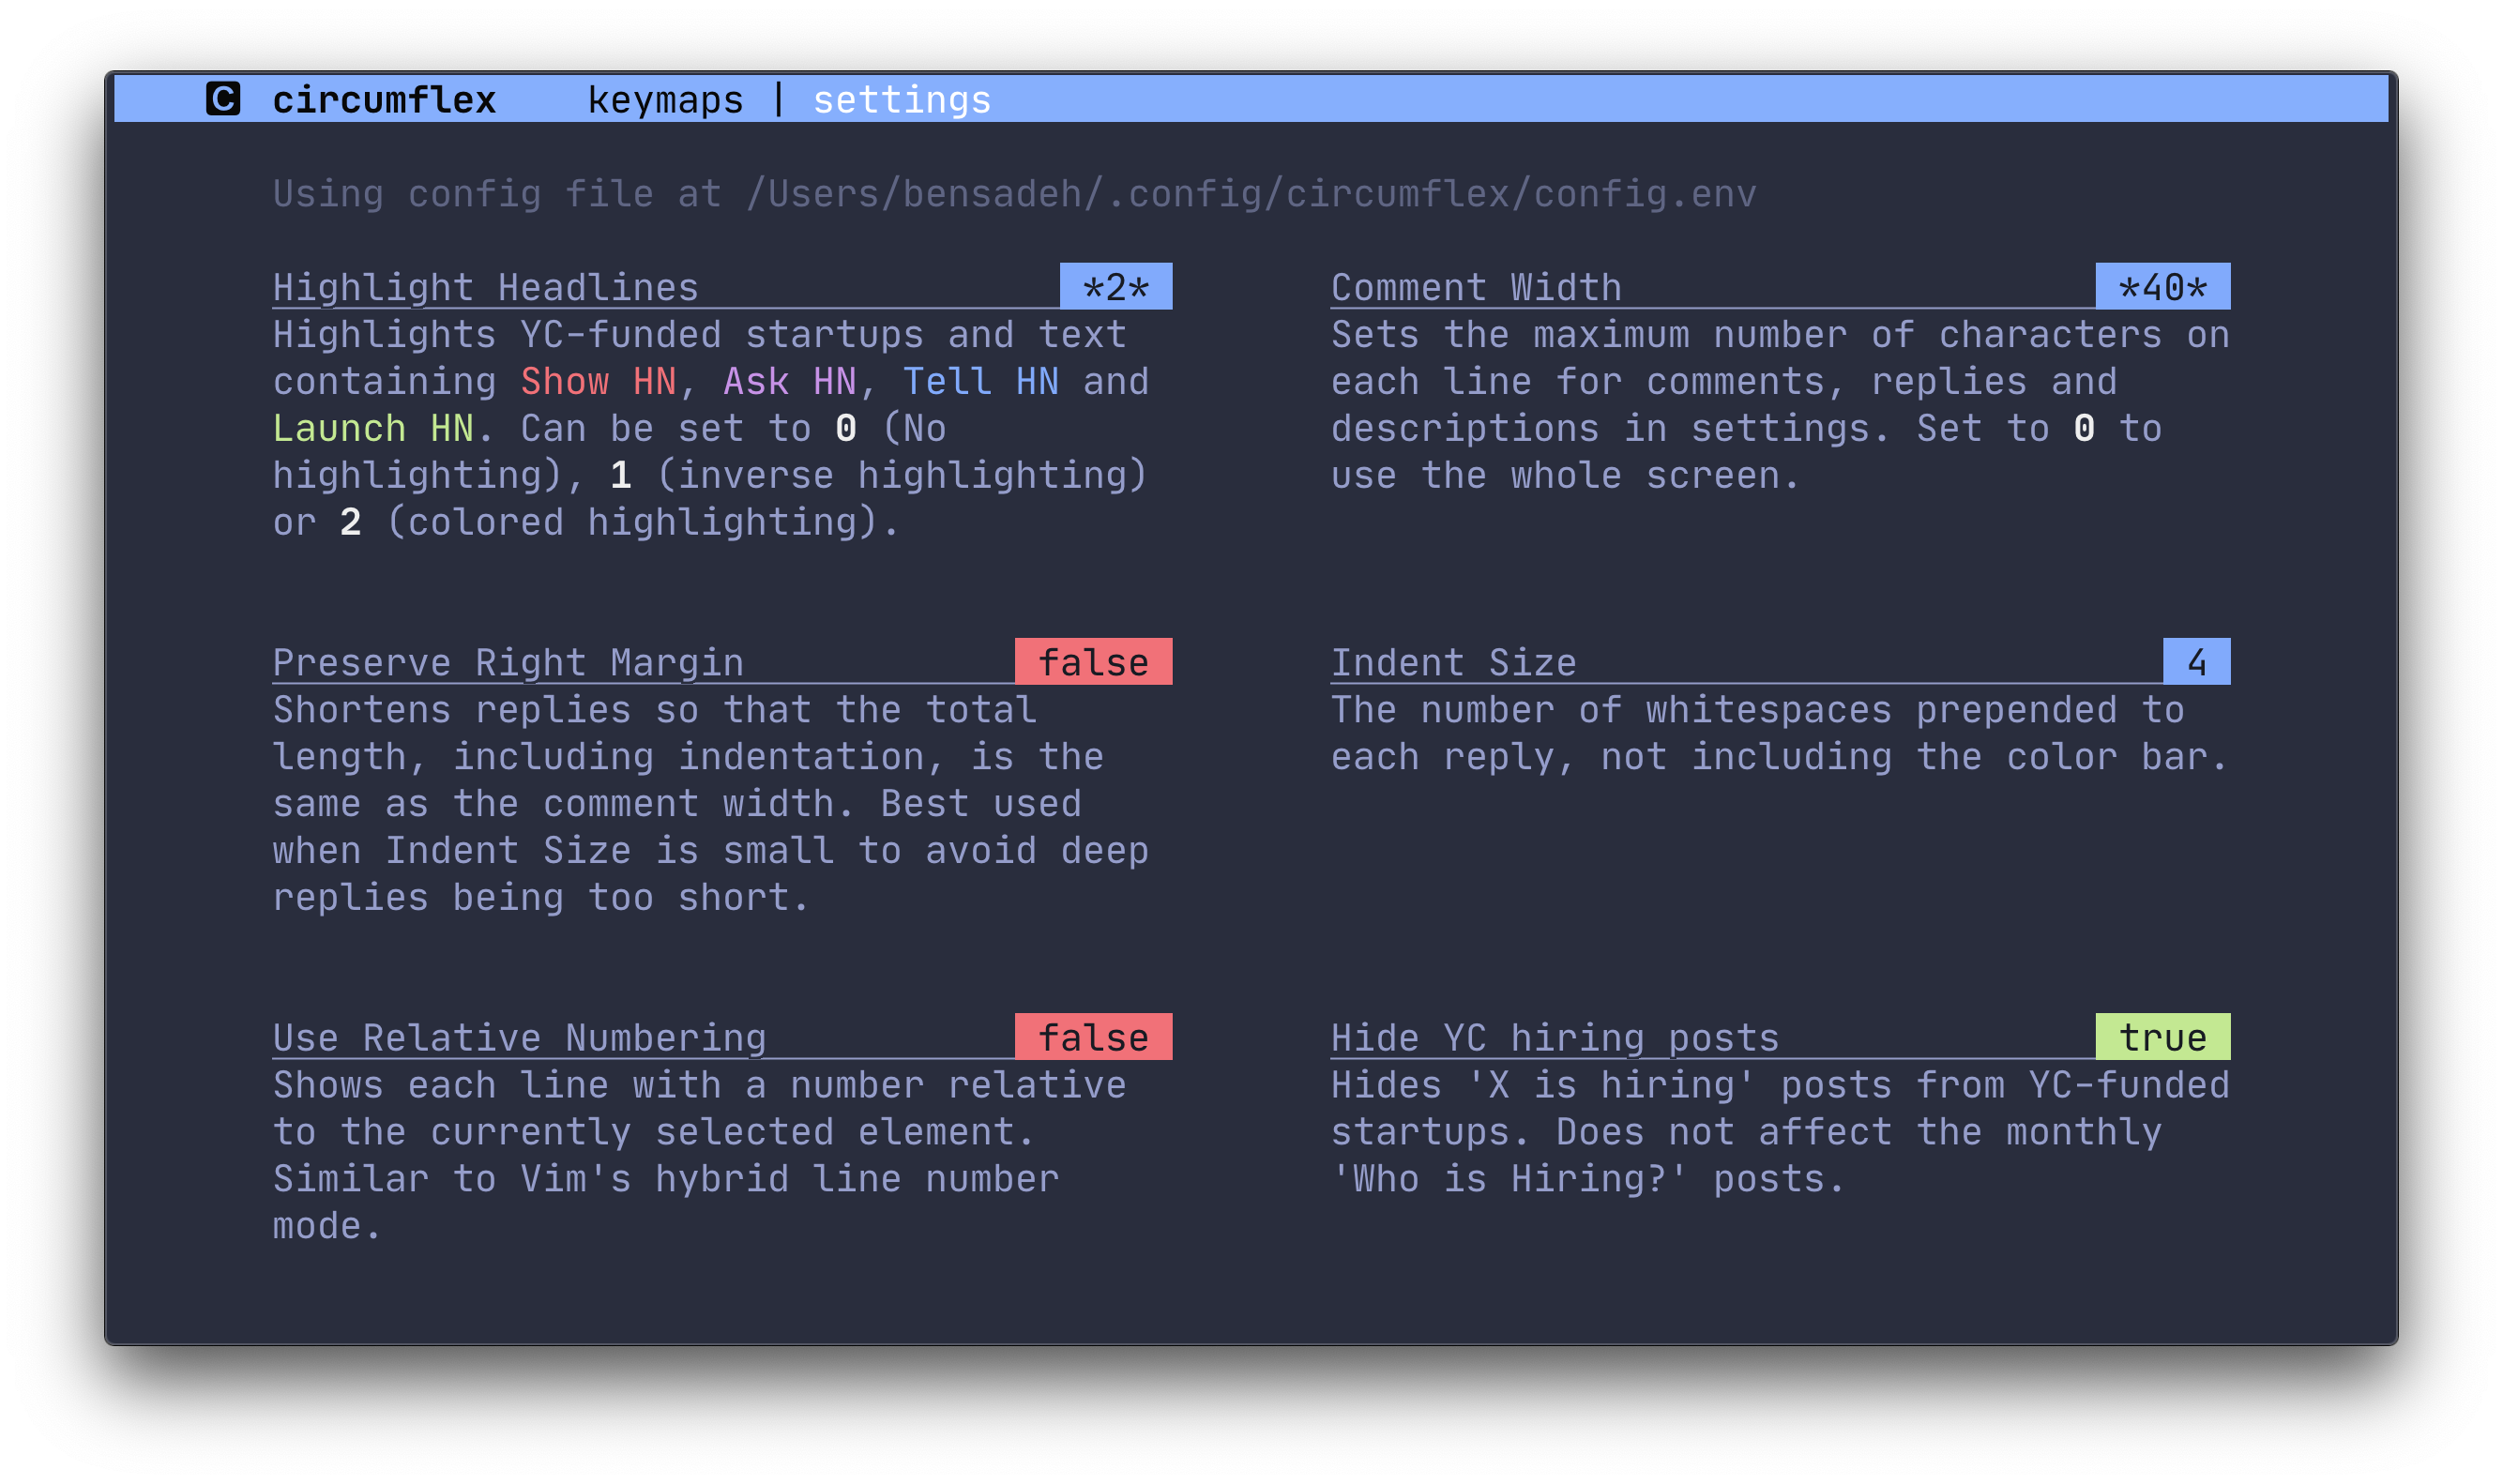 C circumflex keymaps | settings
Using config file at /Users/bensadeh/.config/circumflex/config.env
Highlight Headlines *2*
Highlights YC-funded startups and text
containing Show HN, Ask HN, Tell HN and
Launch HN. Can be set to 0 (No
highlighting), 1 (inverse highlighting)
or 2 (colored highlighting).
Comment Width *40*
Sets the maximum number of characters on
each line for comments, replies and
descriptions in settings. Set to 0 to
use the whole screen.
Preserve Right Margin false
Shortens replies so that the total
length, including indentation, is the
same as the comment width. Best used
when Indent Size is small to avoid deep
replies being too short.
Indent Size 4
The number of whitespaces prepended to
each reply, not including the color bar.
Use Relative Numbering false
Shows each line with a number relative
to the currently selected element.
Similar to Vim's hybrid line number
mode.
Hide YC hiring posts true
Hides 'X is hiring' posts from YC-funded
startups. Does not affect the monthly
'Who is Hiring?' posts.